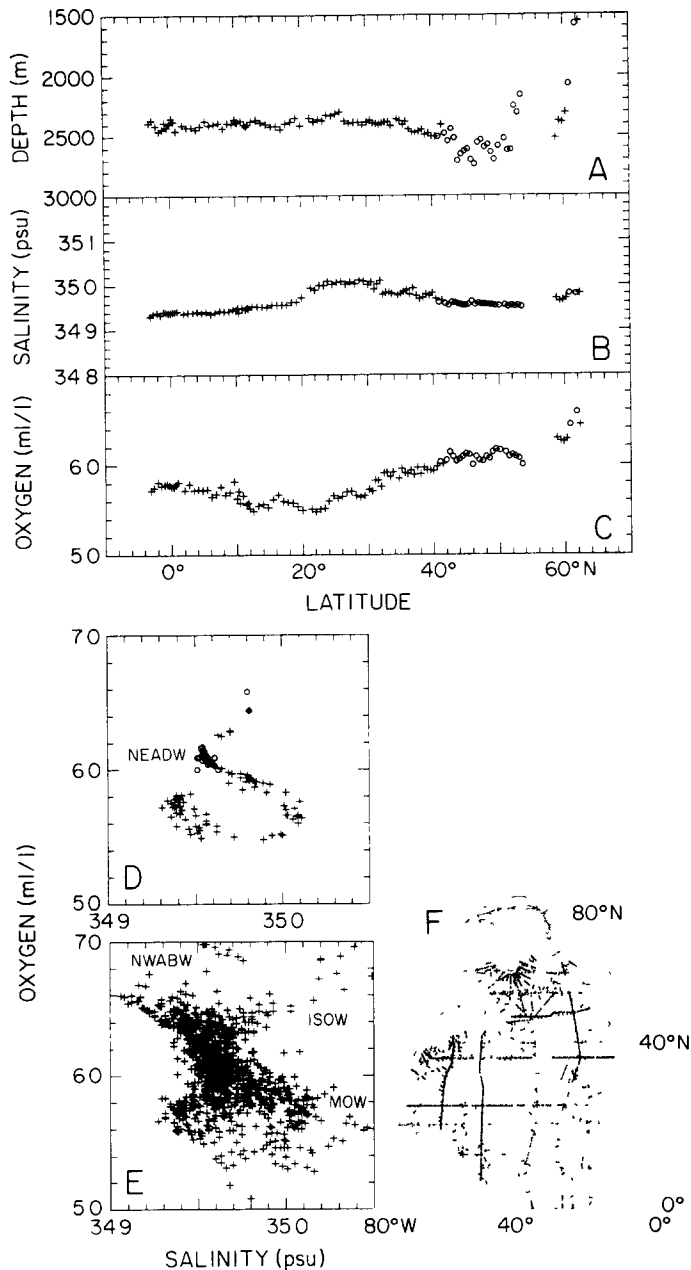 1500
2000
2500
3000
DEPTH (m)
A
351
350
349
348
SALINITY (psu)
B
60
50
OXYGEN (ml/l)
C
0° 20° 40° 60°N
LATITUDE
70
60
50
NEADW
D
349 350
OXYGEN (ml/l)
70
60
50
NWABW
ISOW
MOW
E
349 350
SALINITY (psu)
F
80°N
40°N
0°
80°W 40° 0°